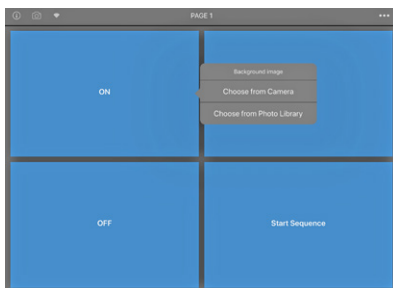 PAGE 1
Background image
ON
Choose from Camera
Choose from Photo Library
OFF
Start Sequence